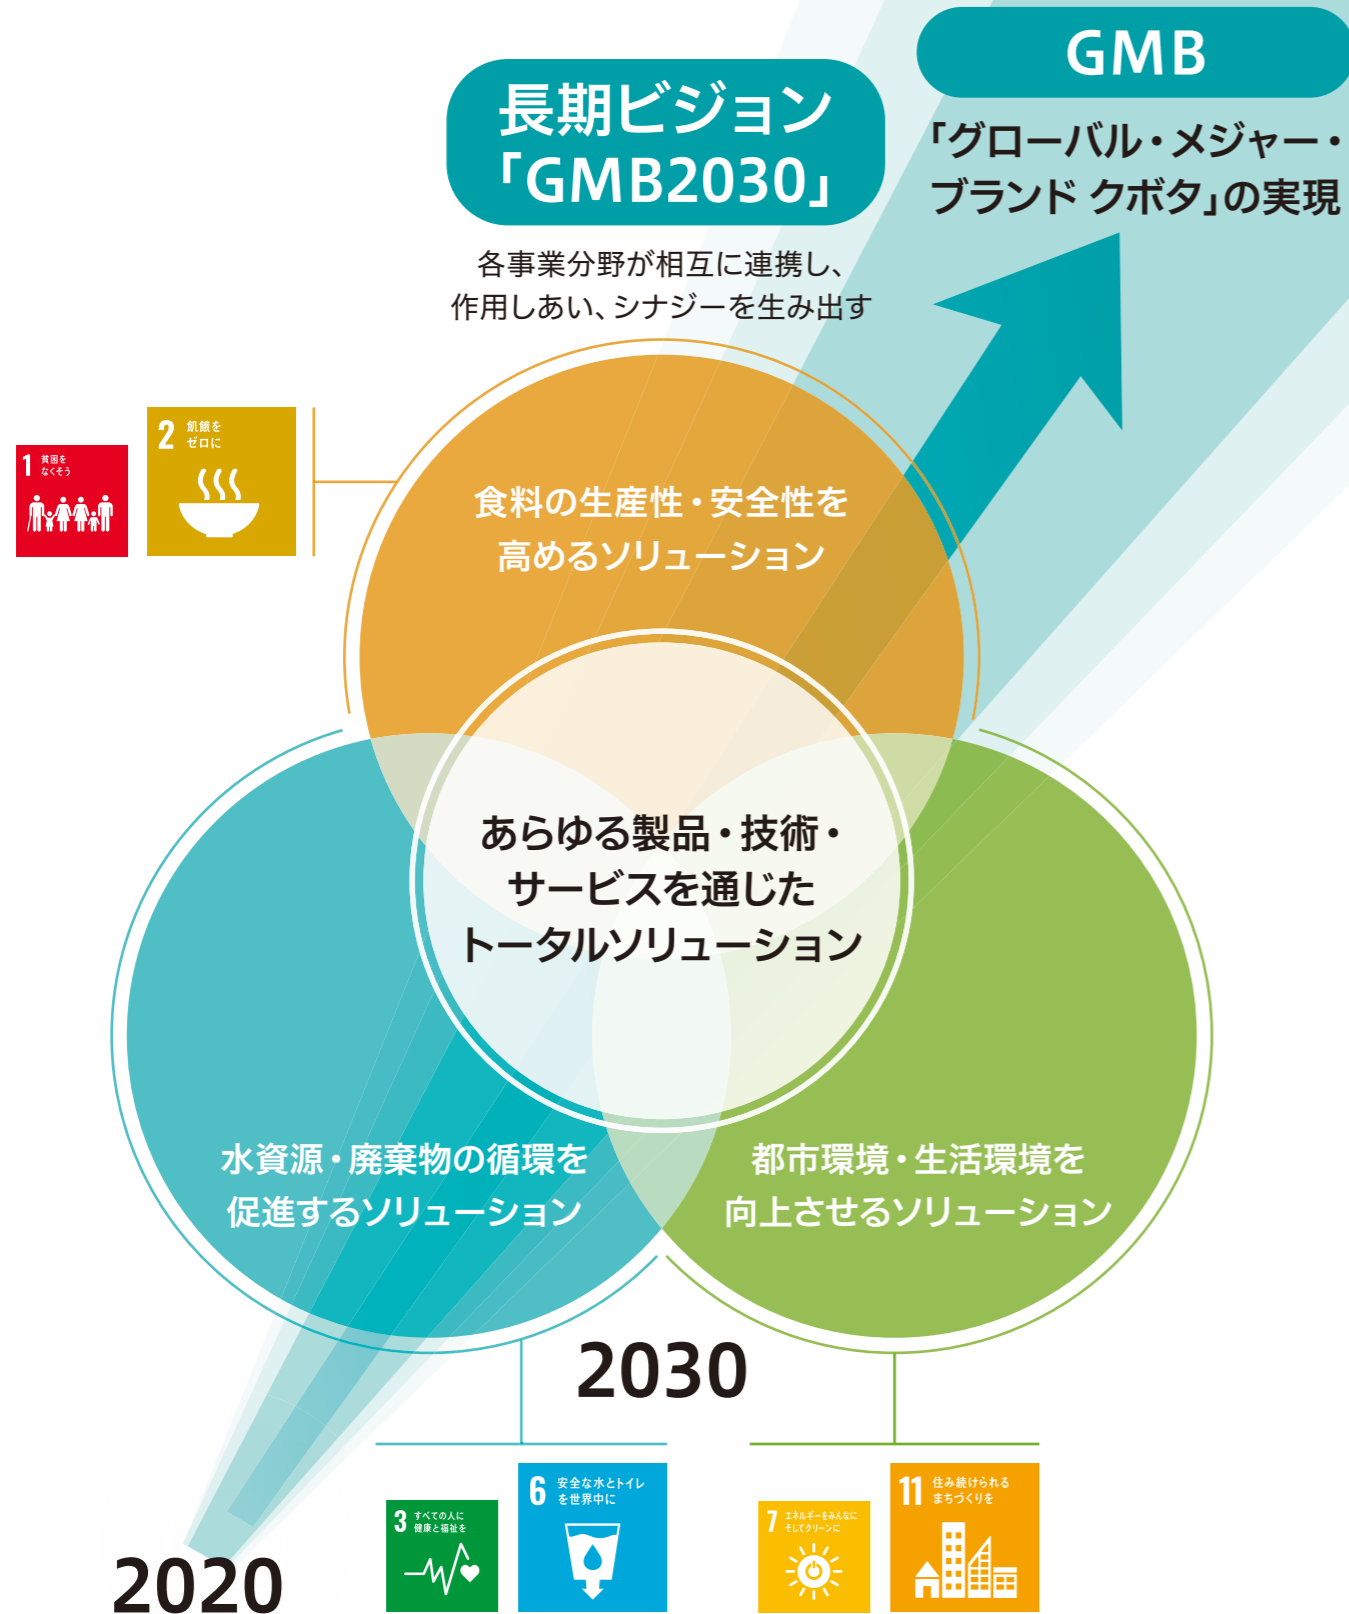 GMB
「グローバル・メジャー・
ブランド クボタ」の実現
長期ビジョン
「GMB2030」
各事業分野が相互に連携し、
作用しあい、シナジーを生み出す
1 貧困を
なくそう
2 飢餓を
ゼロに
食料の生産性・安全性を
高めるソリューション
あらゆる製品・技術・
サービスを通じた
トータルソリューション
水資源・廃棄物の循環を
促進するソリューション
都市環境・生活環境を
向上させるソリューション
2030
3 すべての人に
健康と福祉を
6 安全な水とトイレ
を世界中に
7 エネルギーをみんなに
そしてクリーンに
11 住み続けられる
まちづくりを
2020